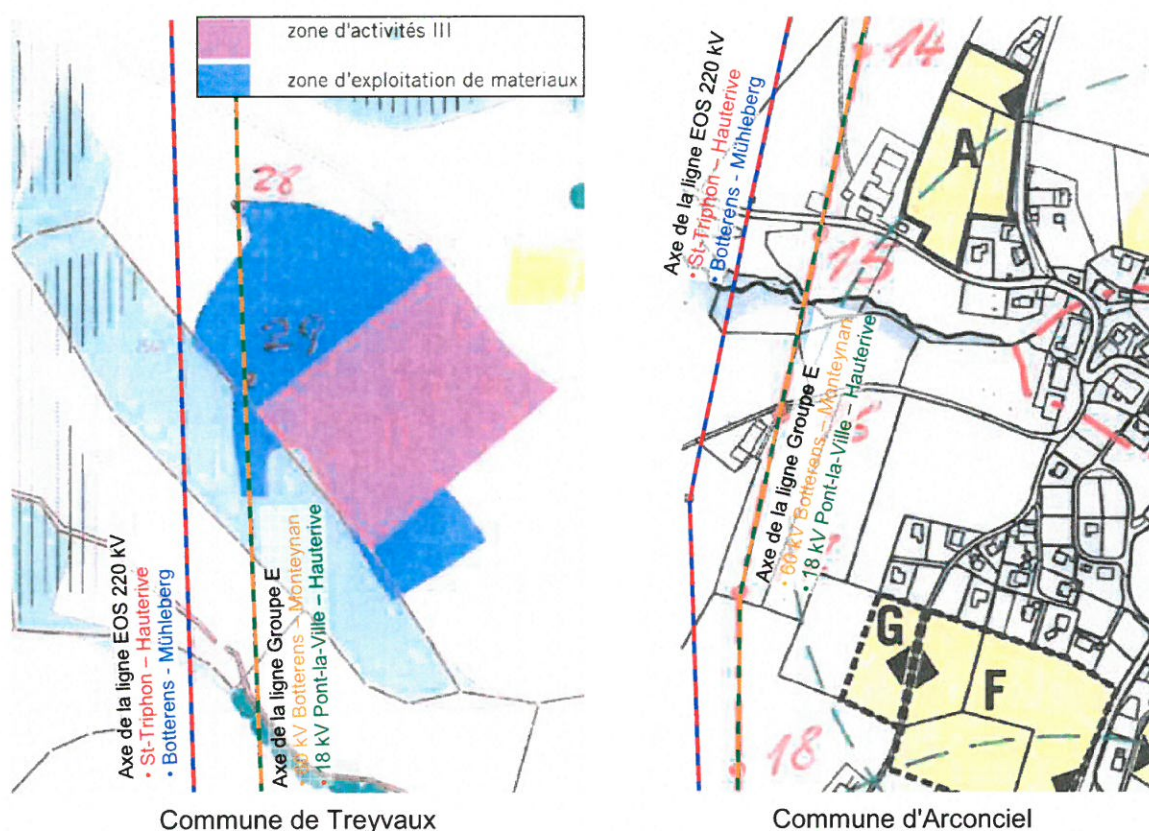 zone d'activités III
zone d'exploitation de materiaux
28
29
Axe de la ligne EOS 220 kV
• St-Triphon – Hauterive
• Botterens - Mühleberg
Axe de la ligne Groupe E
• 60 kV Botterens – Monteynan
• 18 kV Pont-la-Ville – Hauterive
Commune de Treyvaux
14
A
Axe de la ligne EOS 220 kV
• St-Triphon – Hauterive
• Botterens - Mühleberg
15
Axe de la ligne Groupe E
• 60 kV Botterens – Monteynan
• 18 kV Pont-la-Ville – Hauterive
G
F
18
Commune d'Arconciel